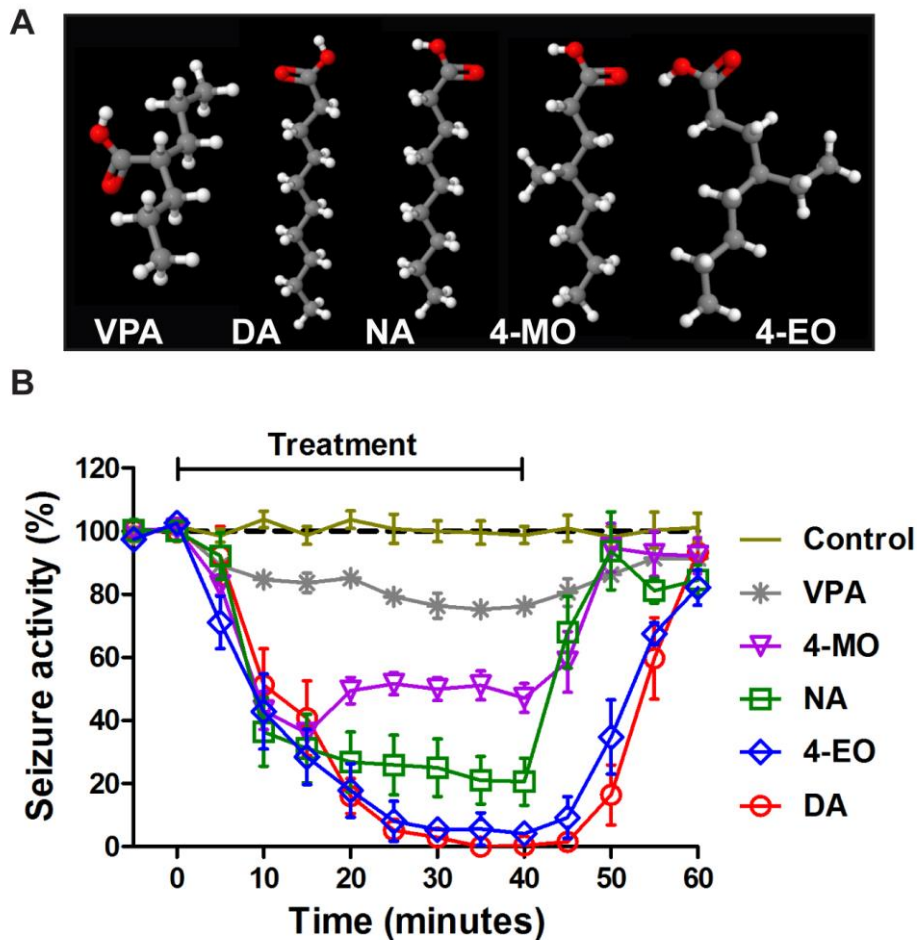 A
VPA DA NA 4-MO 4-EO
B
Treatment
120
100
80
60
40
20
0
Seizure activity (%)
0 10 20 30 40 50 60
Time (minutes)
Control
VPA
4-MO
NA
4-EO
DA